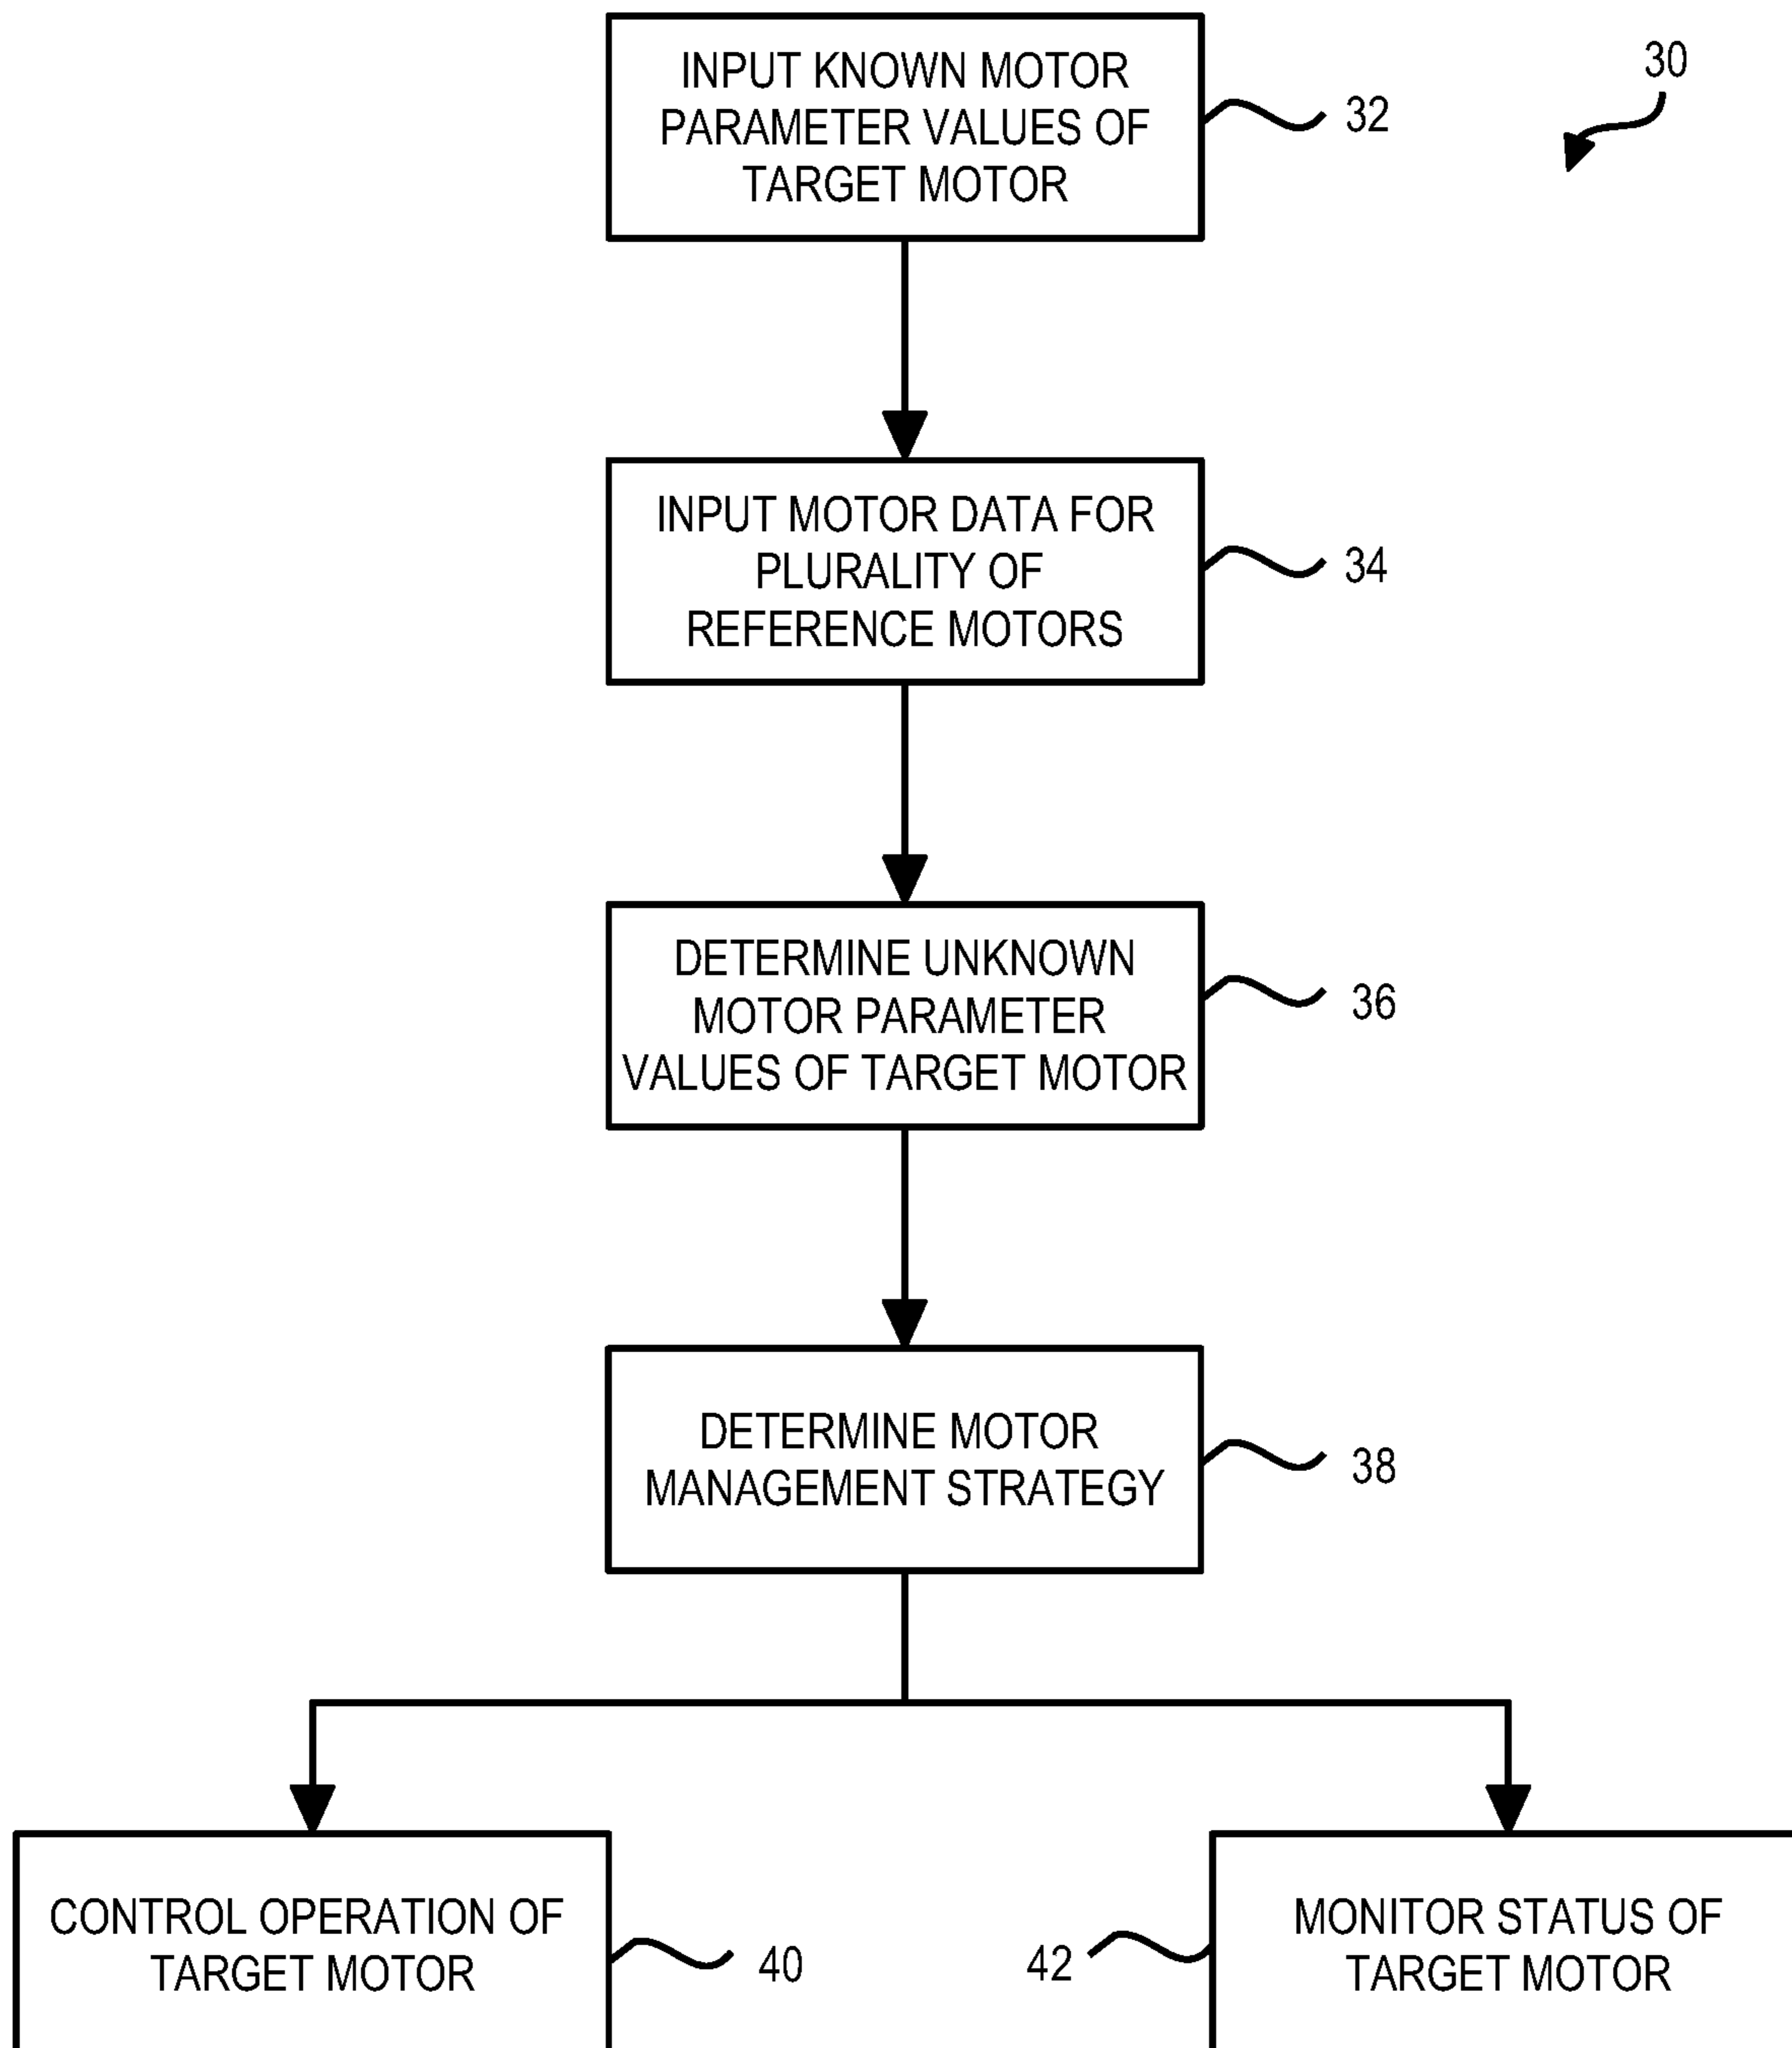 INPUT KNOWN MOTOR
PARAMETER VALUES OF
TARGET MOTOR
32
30
INPUT MOTOR DATA FOR
PLURALITY OF
REFERENCE MOTORS
34
DETERMINE UNKNOWN
MOTOR PARAMETER
VALUES OF TARGET MOTOR
36
DETERMINE MOTOR
MANAGEMENT STRATEGY
38
CONTROL OPERATION OF
TARGET MOTOR
40
42
MONITOR STATUS OF
TARGET MOTOR